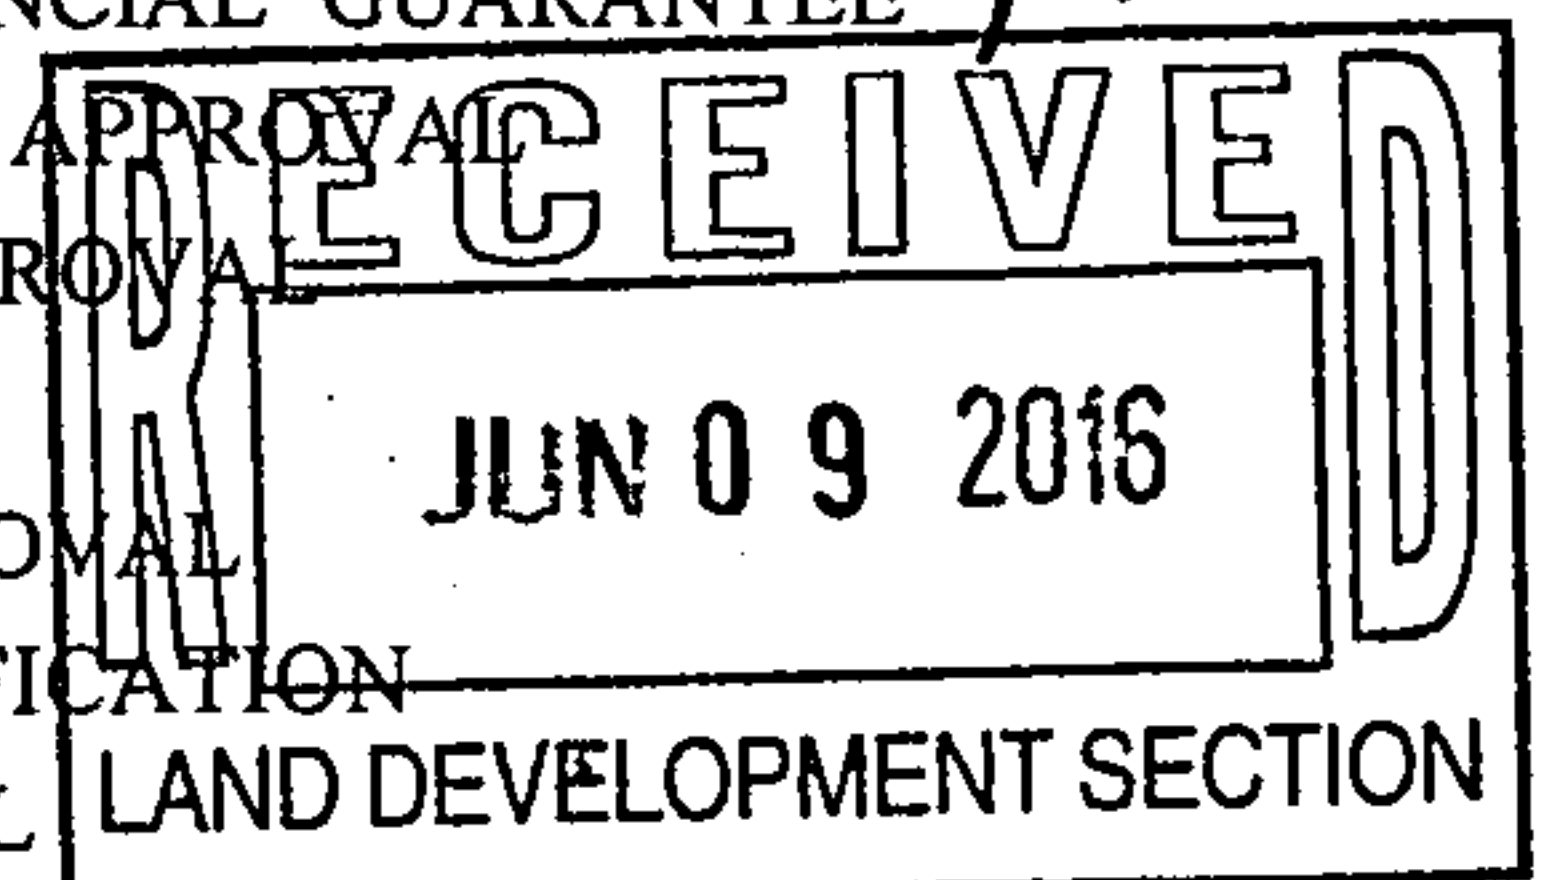 NCIAL GUARANTEE
APPROVAL
RECEIVED
ROVAL
JUN 09 2016
OVAL
FICATION
LAND DEVELOPMENT SECTION
L